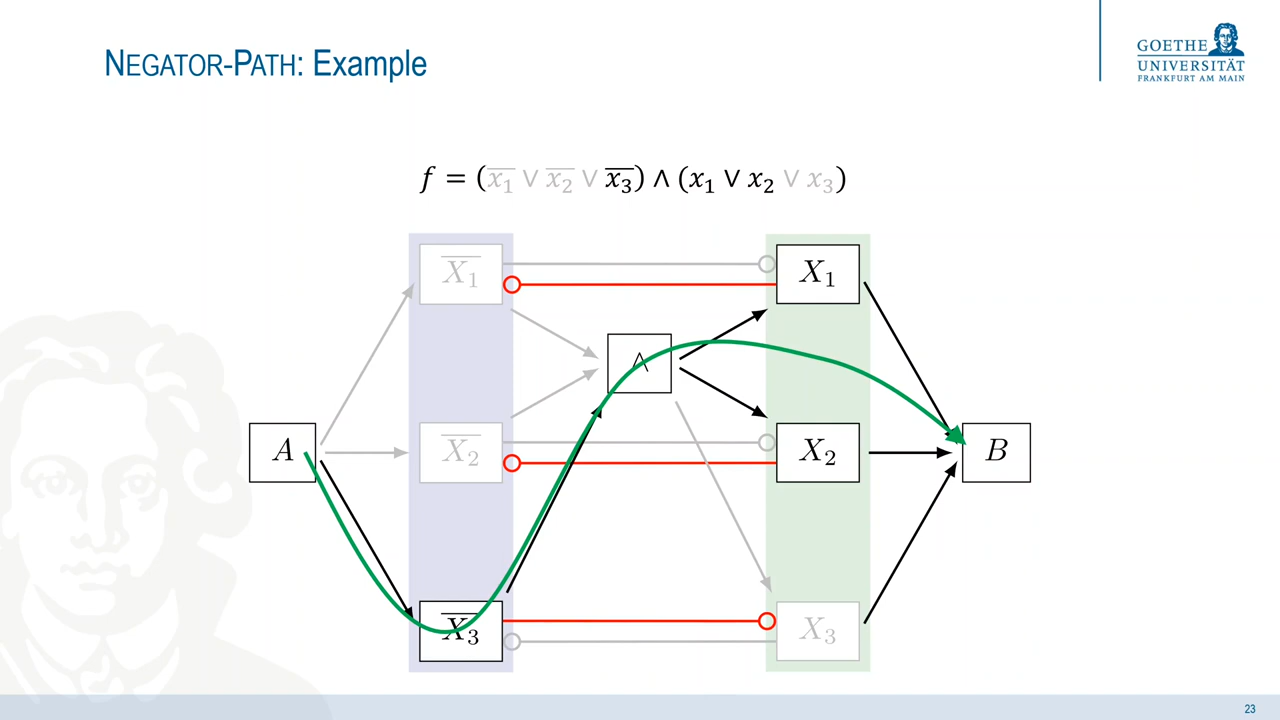 NEGATOR-PATH: Example
GOETHE
UNIVERSITÄT
FRANKFURT AM MAIN
f = (x̅₁ ∨ x̅₂ ∨ x̅₃) ∧ (x₁ ∨ x₂ ∨ x₃)
X̅₁
X₁
∧
A
X̅₂
X₂
B
X̅₃
X₃
23